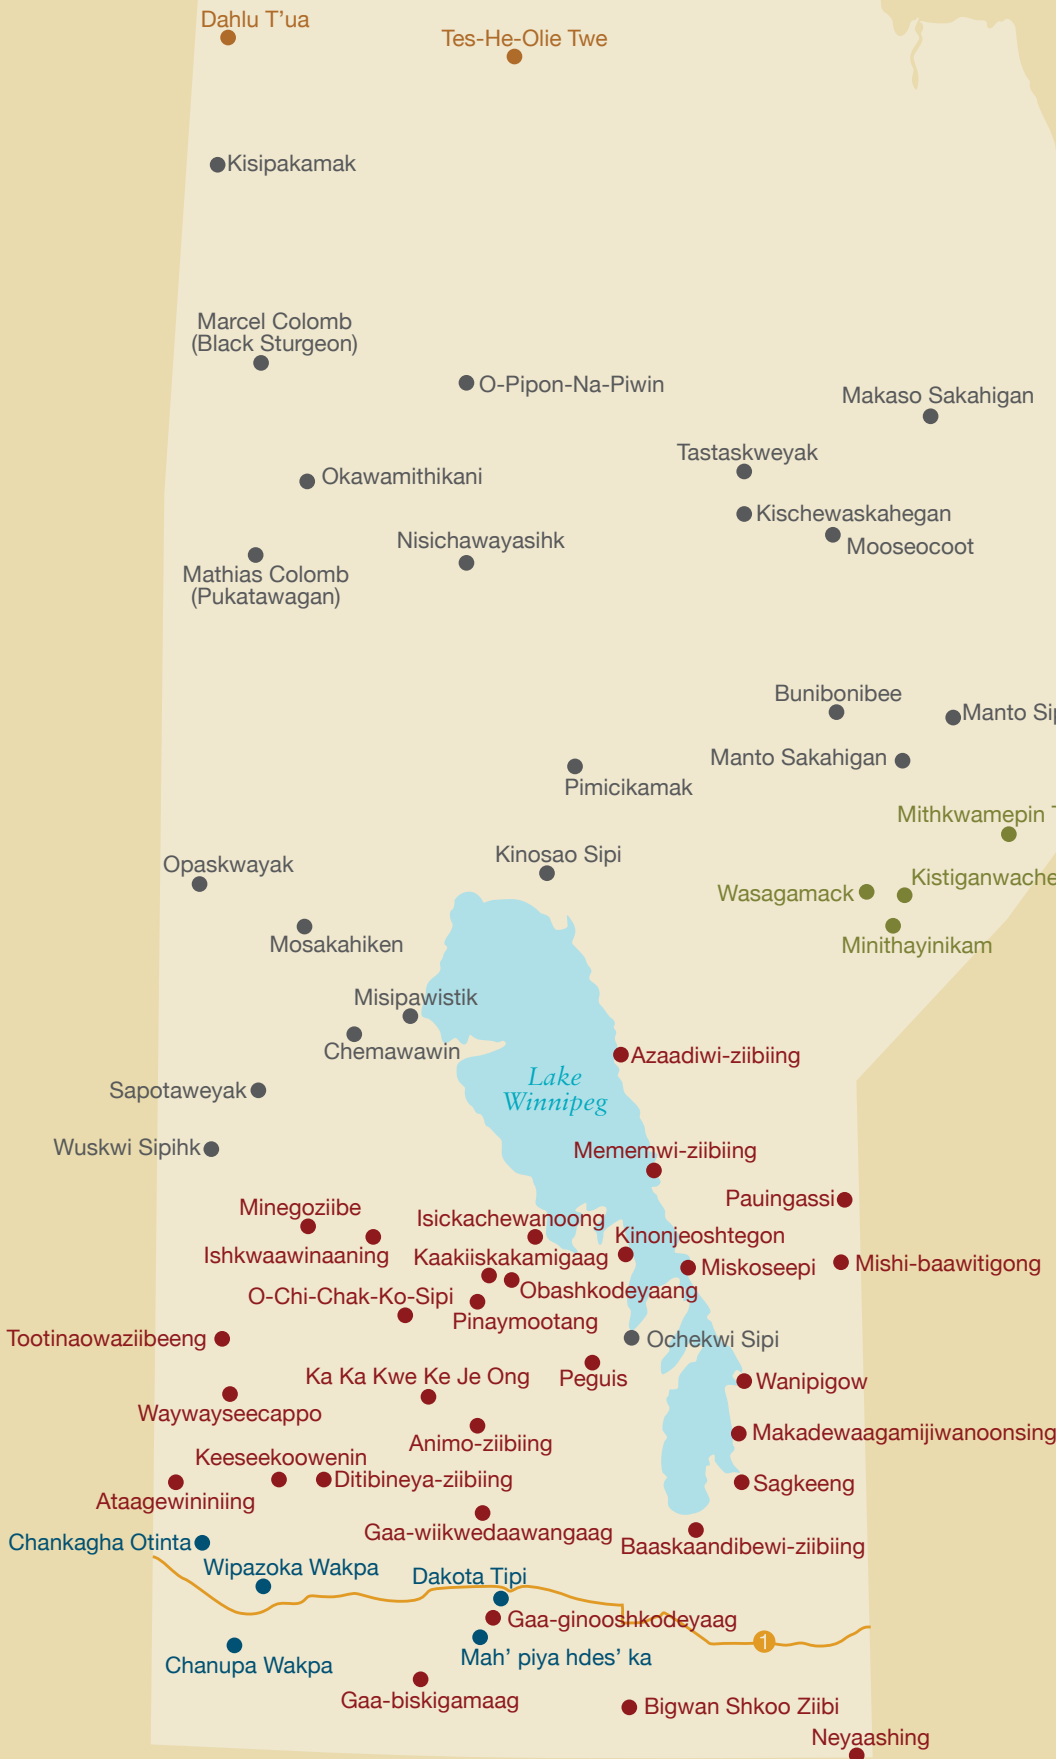 Dahlu T'ua
Tes-He-Olie Twe
Kisipakamak
Marcel Colomb
(Black Sturgeon)
O-Pipon-Na-Piwin
Makaso Sakahigan
Tastaskweyak
Okawamithikani
Kischewaskahegan
Nisichawayasihk
Mooseocoot
Mathias Colomb
(Pukatawagan)
Bunibonibee
Manto Sip
Manto Sakahigan
Pimicikamak
Mithkwamepin T
Kinosao Sipi
Opaskwayak
Kistiganwache
Wasagamack
Mosakahiken
Minithayinikam
Misipawistik
Chemawawin
Azaadiwi-ziibiing
Lake
Winnipeg
Sapotaweyak
Wuskwi Sipihk
Mememwi-ziibiing
Pauingassi
Minegoziibe
Isickachewanoong
Kinonjeoshtegon
Ishkwaawinaaning
Kaakiiskakamigaag
Mishi-baawitigong
Miskoseepi
Obashkodeyaang
O-Chi-Chak-Ko-Sipi
Pinaymootang
Tootinaowaziibeeng
Ochekwi Sipi
Ka Ka Kwe Ke Je Ong
Peguis
Wanipigow
Waywayseecappo
Makadewaagamijiwanoonsing
Animo-ziibiing
Keeseekoowenin
Ditibineya-ziibiing
Sagkeeng
Ataagewininiing
Gaa-wiikwedaawangaag
Chankagha Otinta
Baaskaandibewi-ziibiing
Wipazoka Wakpa
Dakota Tipi
Gaa-ginooshkodeyaag
1
Mah' piya hdes' ka
Chanupa Wakpa
Gaa-biskigamaag
Bigwan Shkoo Ziibi
Neyaashing